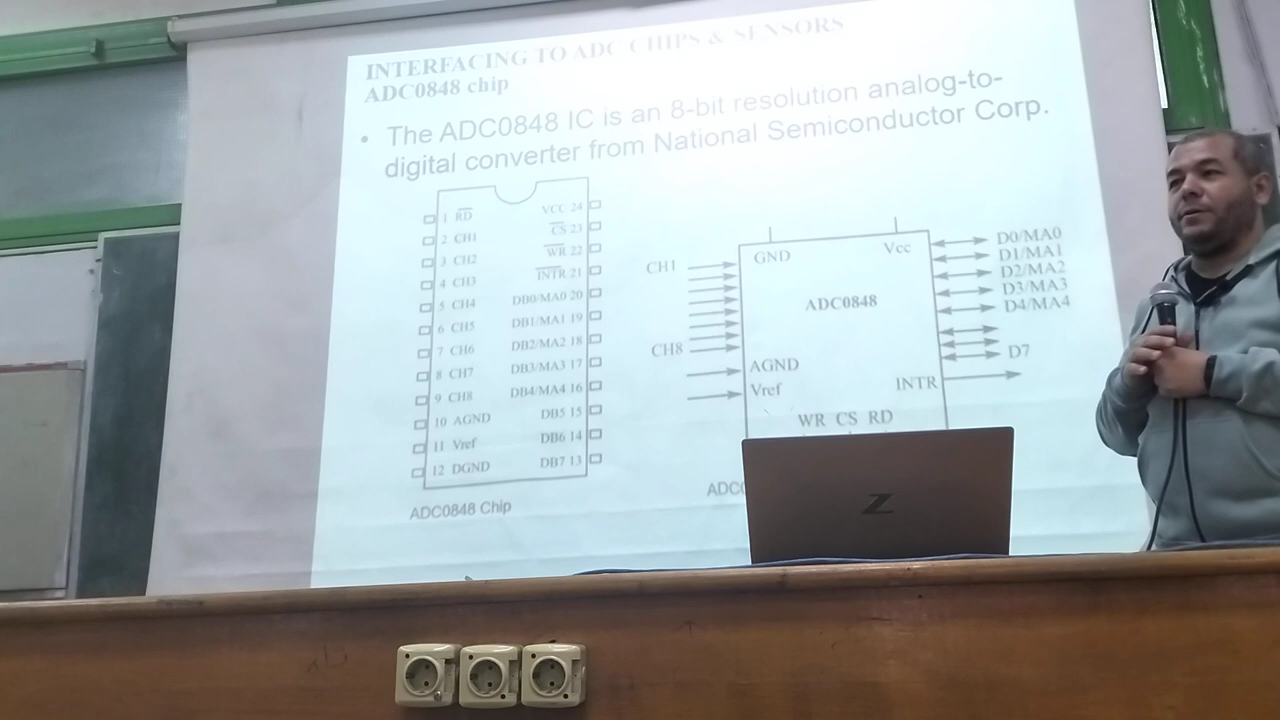 INTERFACING TO ADC CHIPS & SENSORS
ADC0848 chip
• The ADC0848 IC is an 8-bit resolution analog-to-
digital converter from National Semiconductor Corp.
1 RD VCC 24
2 CH1 CS 23
3 CH2 WR 22
4 CH3 INTR 21
5 CH4 DB0/MA0 20
6 CH5 DB1/MA1 19
7 CH6 DB2/MA2 18
8 CH7 DB3/MA3 17
9 CH8 DB4/MA4 16
10 AGND DB5 15
11 Vref DB6 14
12 DGND DB7 13
ADC0848 Chip
GND Vcc
CH1
ADC0848
CH8
AGND
Vref
INTR
WR CS RD
D0/MA0
D1/MA1
D2/MA2
D3/MA3
D4/MA4
D7
ADC0
Z